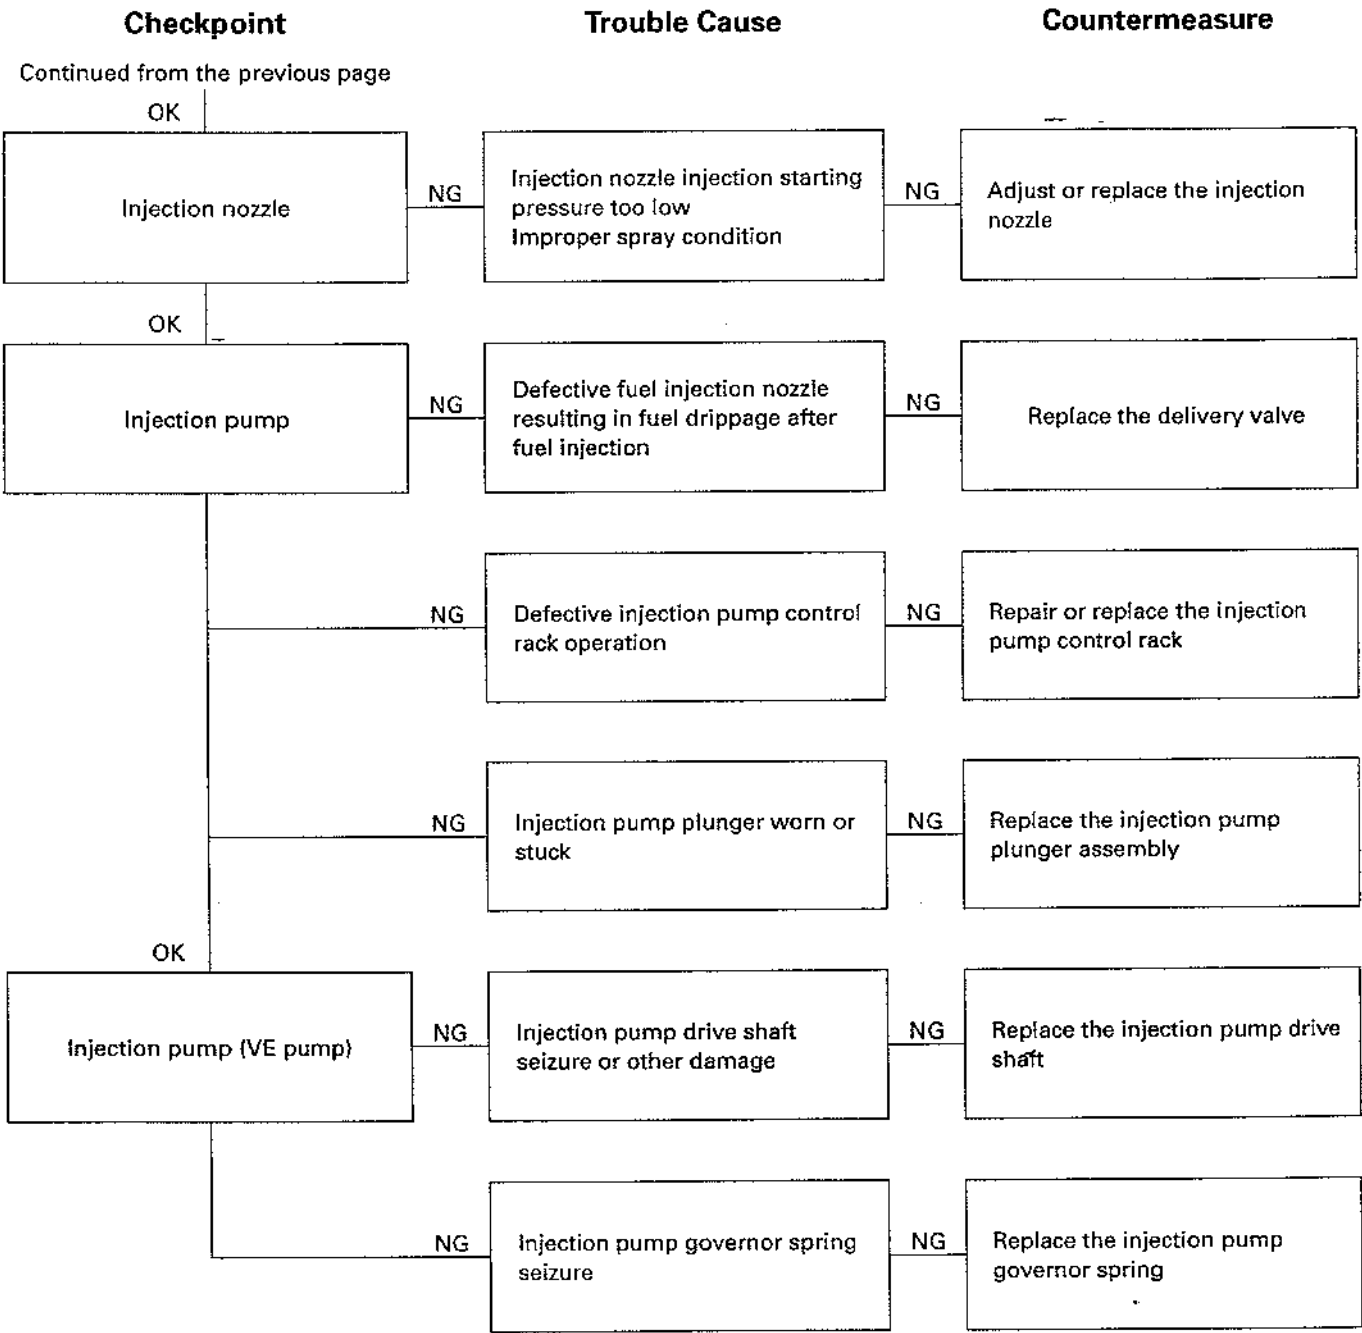 Checkpoint
Trouble Cause
Countermeasure
Continued from the previous page
OK
Injection nozzle
NG
Injection nozzle injection starting
pressure too low
Improper spray condition
NG
Adjust or replace the injection
nozzle
OK
Injection pump
NG
Defective fuel injection nozzle
resulting in fuel drippage after
fuel injection
NG
Replace the delivery valve
NG
Defective injection pump control
rack operation
NG
Repair or replace the injection
pump control rack
NG
Injection pump plunger worn or
stuck
NG
Replace the injection pump
plunger assembly
OK
Injection pump (VE pump)
NG
Injection pump drive shaft
seizure or other damage
NG
Replace the injection pump drive
shaft
NG
Injection pump governor spring
seizure
NG
Replace the injection pump
governor spring